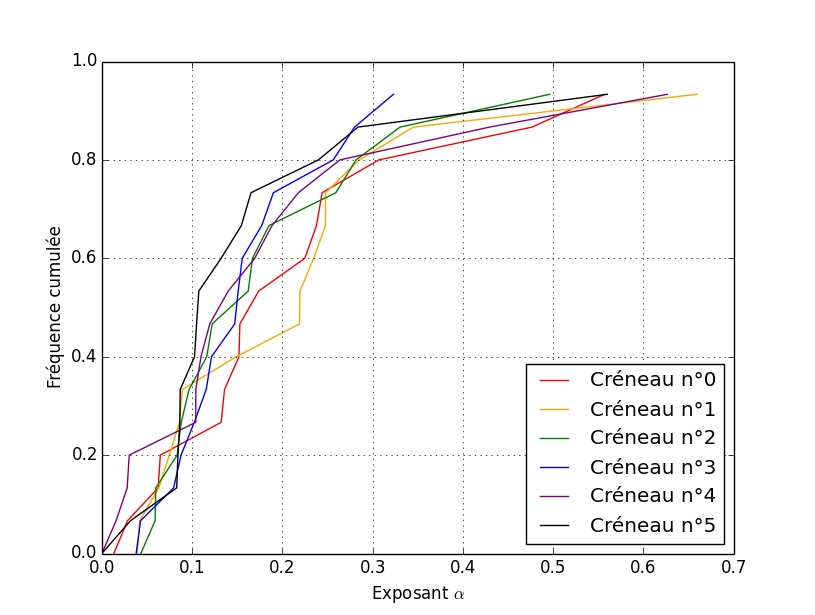 1.0
0.8
0.6
0.4
0.2
0.0
Fréquence cumulée
0.0 0.1 0.2 0.3 0.4 0.5 0.6 0.7
Exposant α
Créneau n°0
Créneau n°1
Créneau n°2
Créneau n°3
Créneau n°4
Créneau n°5